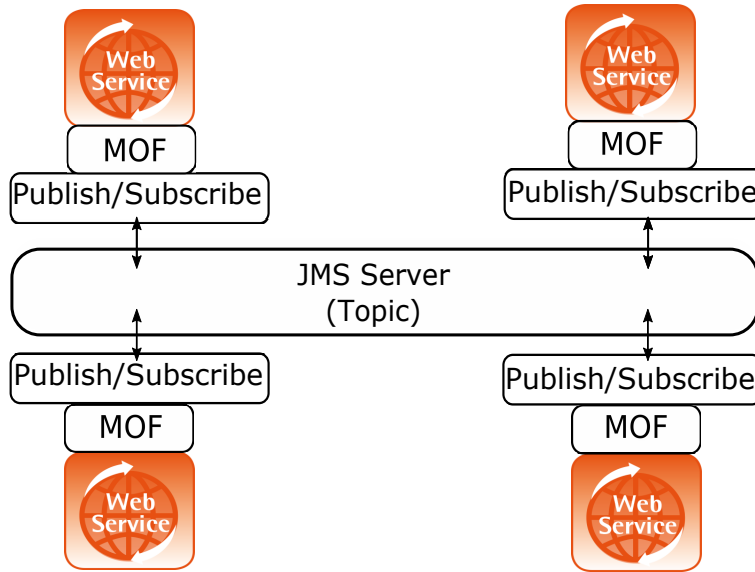 Web
Service
Web
Service
MOF
MOF
Publish/Subscribe
Publish/Subscribe
JMS Server
(Topic)
Publish/Subscribe
Publish/Subscribe
MOF
MOF
Web
Service
Web
Service